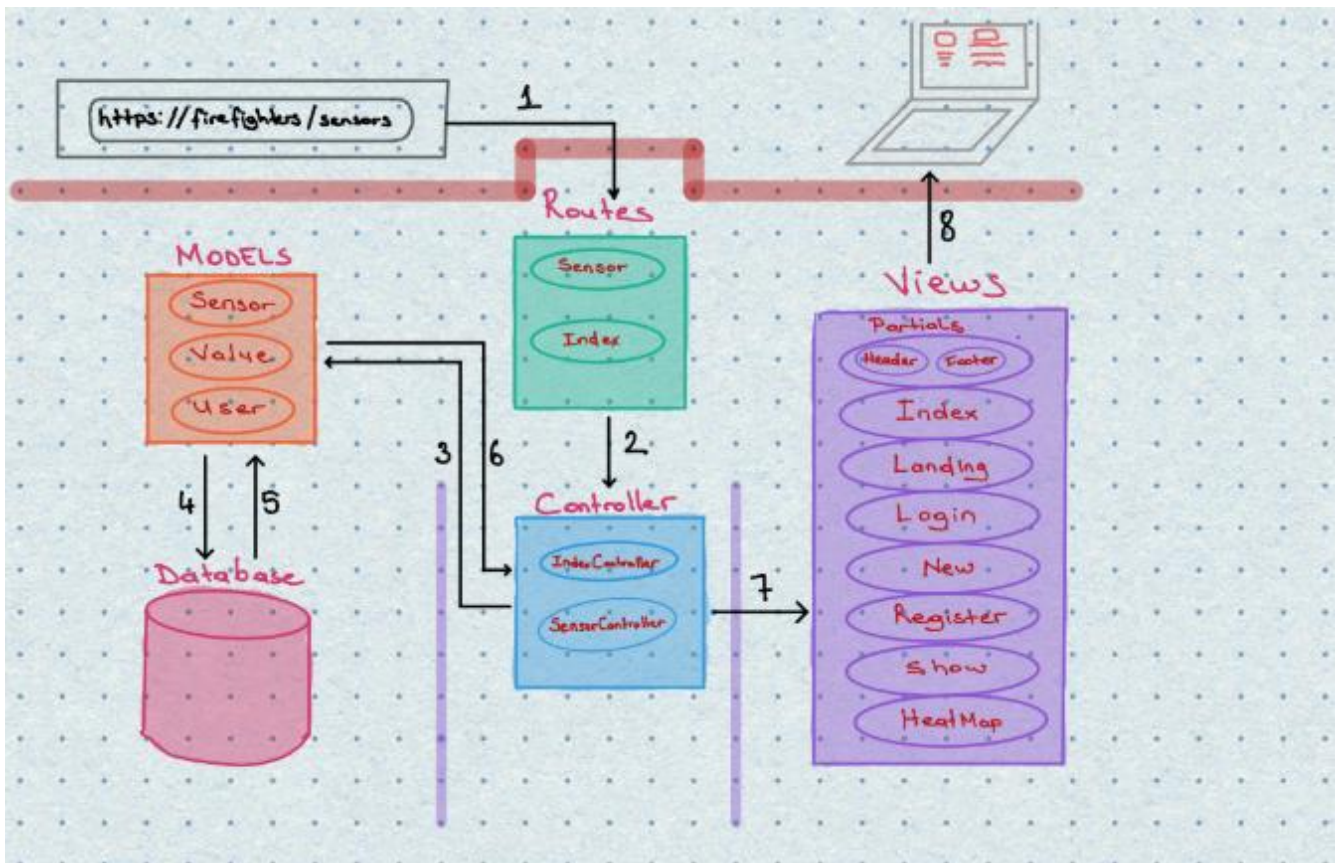 https://firefighters/sensors
1
Routes
Sensor
Index
MODELS
Sensor
Value
User
8
Views
Partials
Header Footer
Index
Landing
Login
New
Register
Show
HeatMap
2
3
6
4
5
Controller
IndexController
SensorController
7
Database